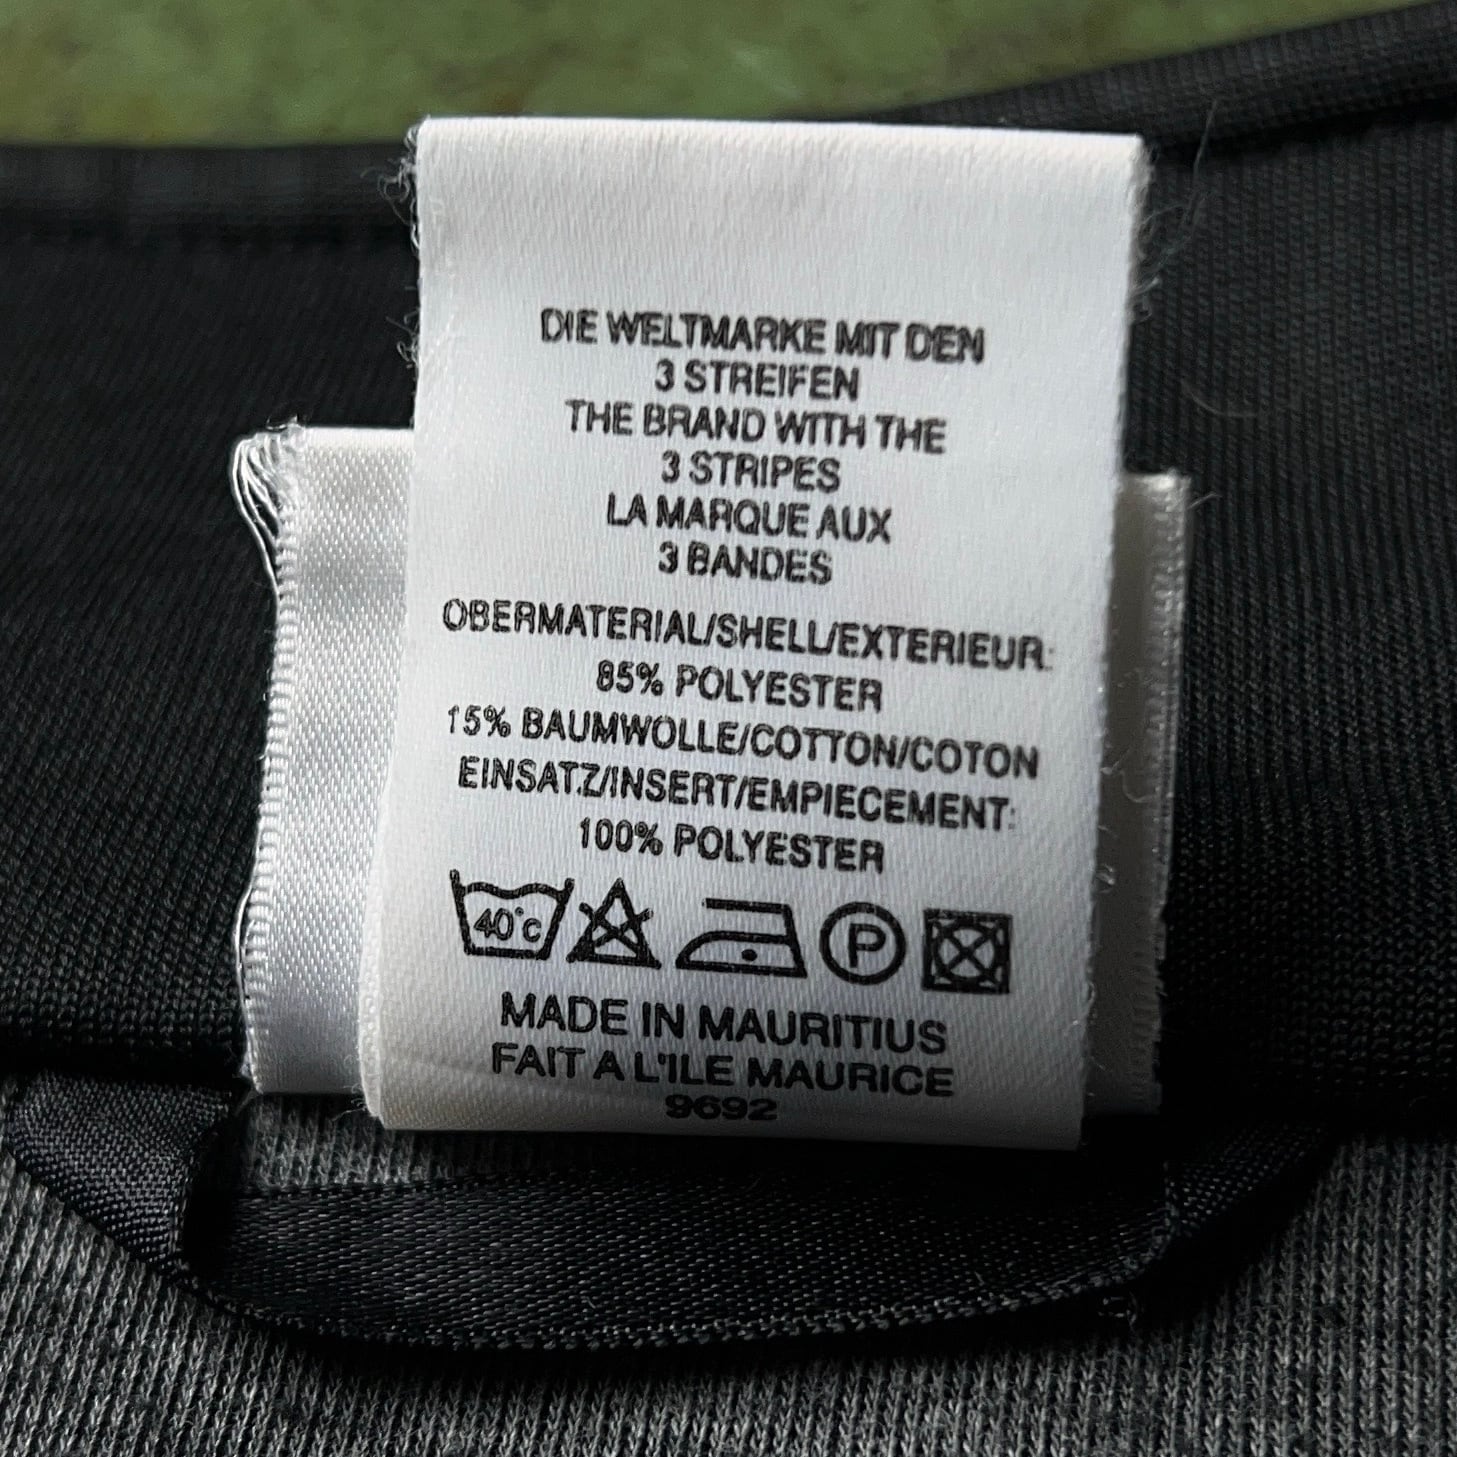 DIE WELTMARKE MIT DEN
3 STREIFEN
THE BRAND WITH THE
3 STRIPES
LA MARQUE AUX
3 BANDES
OBERMATERIAL/SHELL/EXTERIEUR:
85% POLYESTER
15% BAUMWOLLE/COTTON/COTON
EINSATZ/INSERT/EMPIECEMENT:
100% POLYESTER
40°C P
MADE IN MAURITIUS
FAIT A L'ILE MAURICE
9692